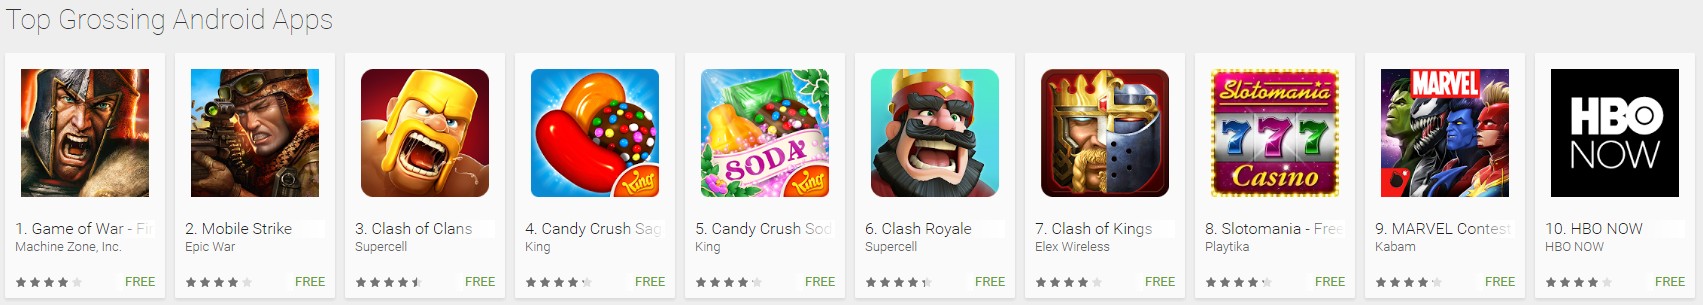 Top Grossing Android Apps
King
SODA
King
Slotomania
777
Casino
MARVEL
HBO
NOW
1. Game of War - Fi
Machine Zone, Inc.
FREE
2. Mobile Strike
Epic War
FREE
3. Clash of Clans
Supercell
FREE
4. Candy Crush Sag
King
FREE
5. Candy Crush Sod
King
FREE
6. Clash Royale
Supercell
FREE
7. Clash of Kings
Elex Wireless
FREE
8. Slotomania - Free
Playtika
FREE
9. MARVEL Contest
Kabam
FREE
10. HBO NOW
HBO NOW
FREE